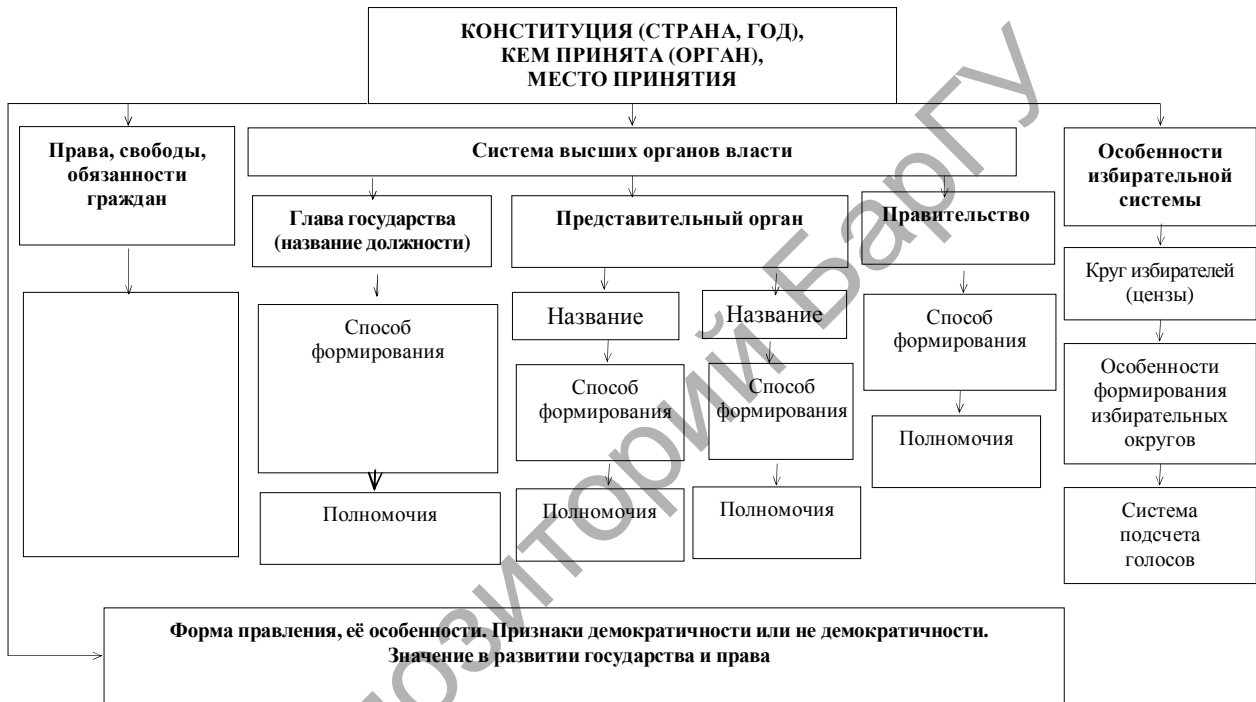 КОНСТИТУЦИЯ (СТРАНА, ГОД),
КЕМ ПРИНЯТА (ОРГАН),
МЕСТО ПРИНЯТИЯ
Права, свободы,
обязанности
граждан
Система высших органов власти
Особенности
избирательной
системы
Глава государства
(название должности)
Представительный орган
Правительство
Круг избирателей
(цензы)
Способ
формирования
Название
Название
Способ
формирования
Особенности
формирования
избирательных
округов
Способ
формирования
Способ
формирования
Полномочия
Полномочия
Полномочия
Полномочия
Система
подсчета
голосов
Форма правления, её особенности. Признаки демократичности или не демократичности.
Значение в развитии государства и права
позиторий БарГУ